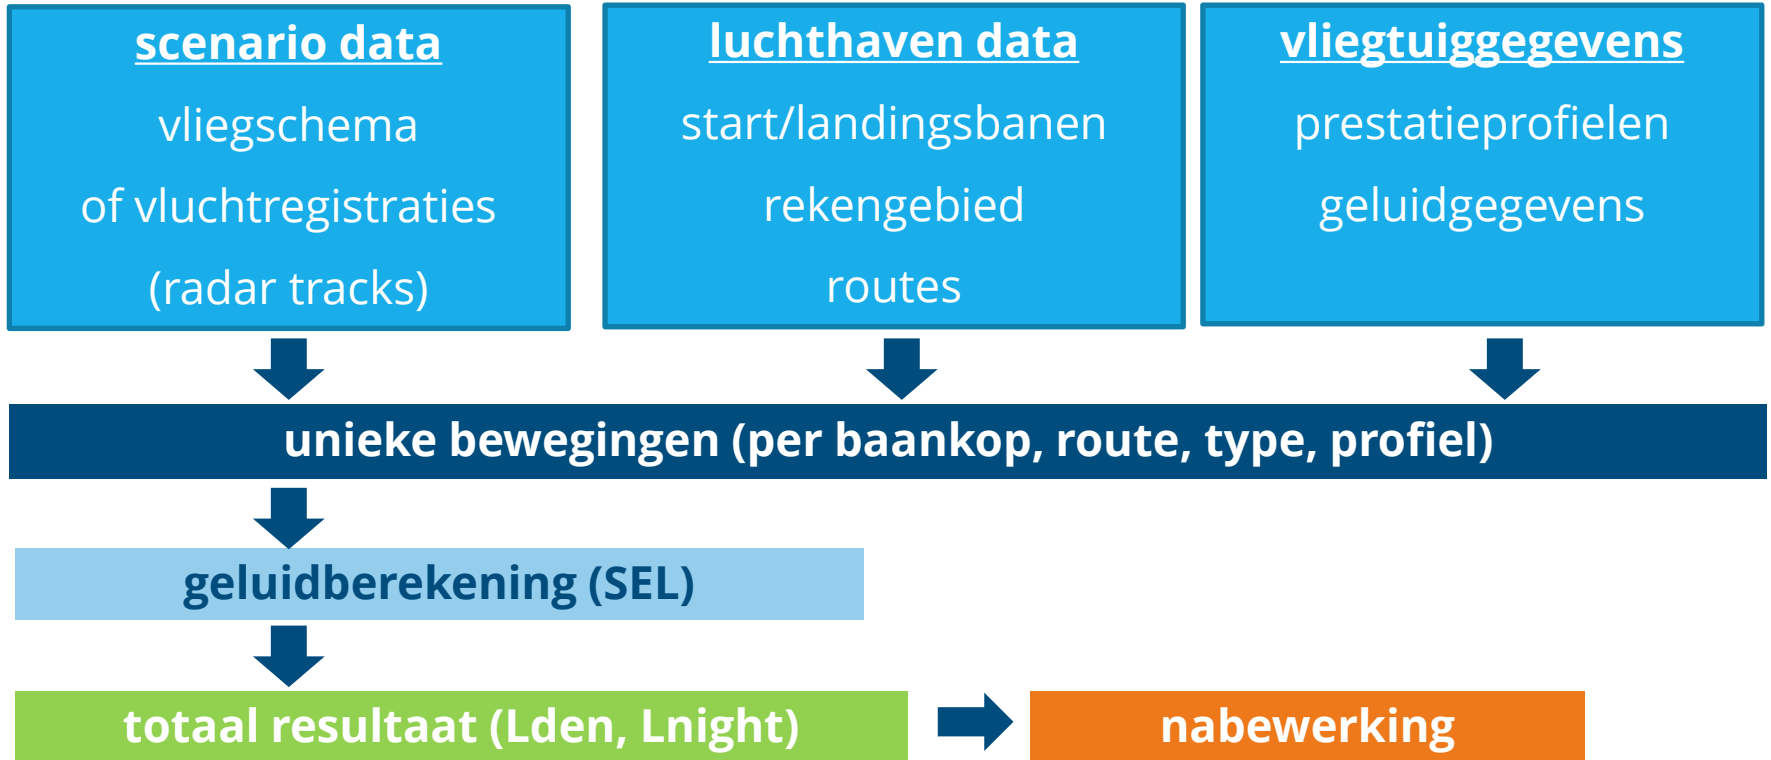 scenario data
vliegschema
of vluchtregistraties
(radar tracks)
luchthaven data
start/landingsbanen
rekengebied
routes
vliegtuiggegevens
prestatieprofielen
geluidgegevens
unieke bewegingen (per baankop, route, type, profiel)
geluidberekening (SEL)
totaal resultaat (Lden, Lnight)
nabewerking